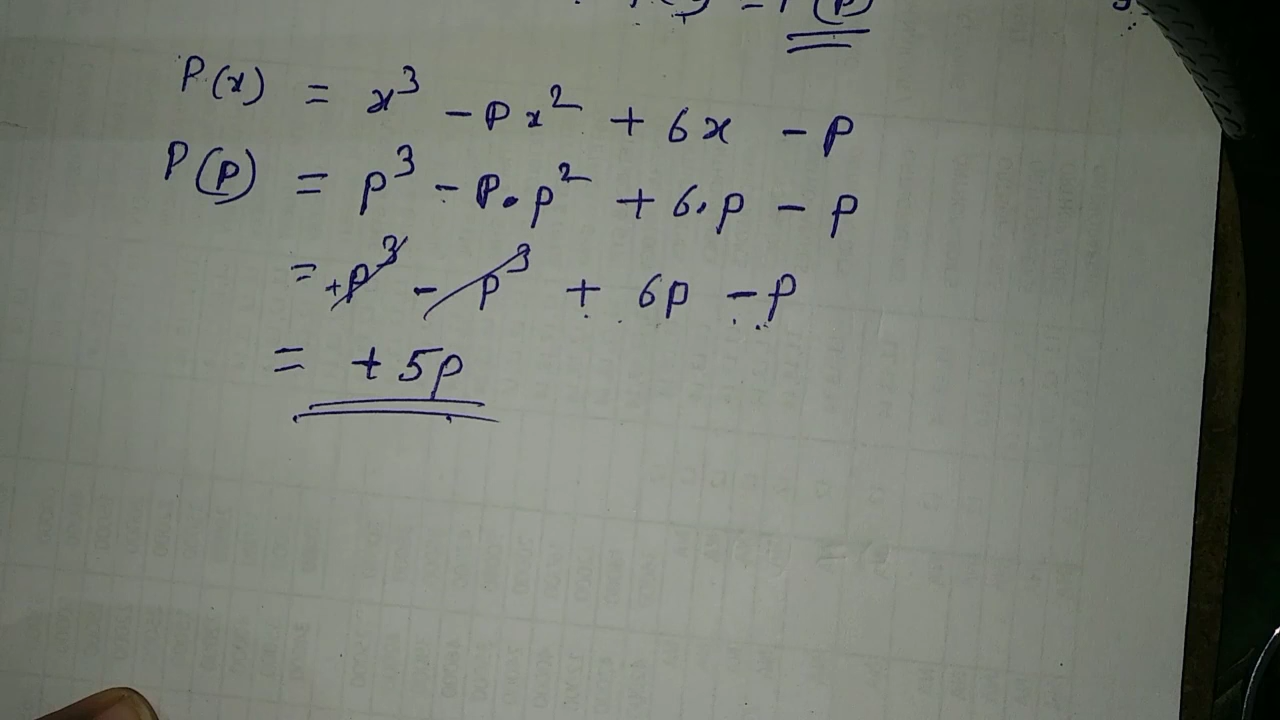 P(x) = x³ - px² + 6x - p
P(p) = p³ - p·p² + 6·p - p
= +p³ - p³ + 6p - p
= + 5p